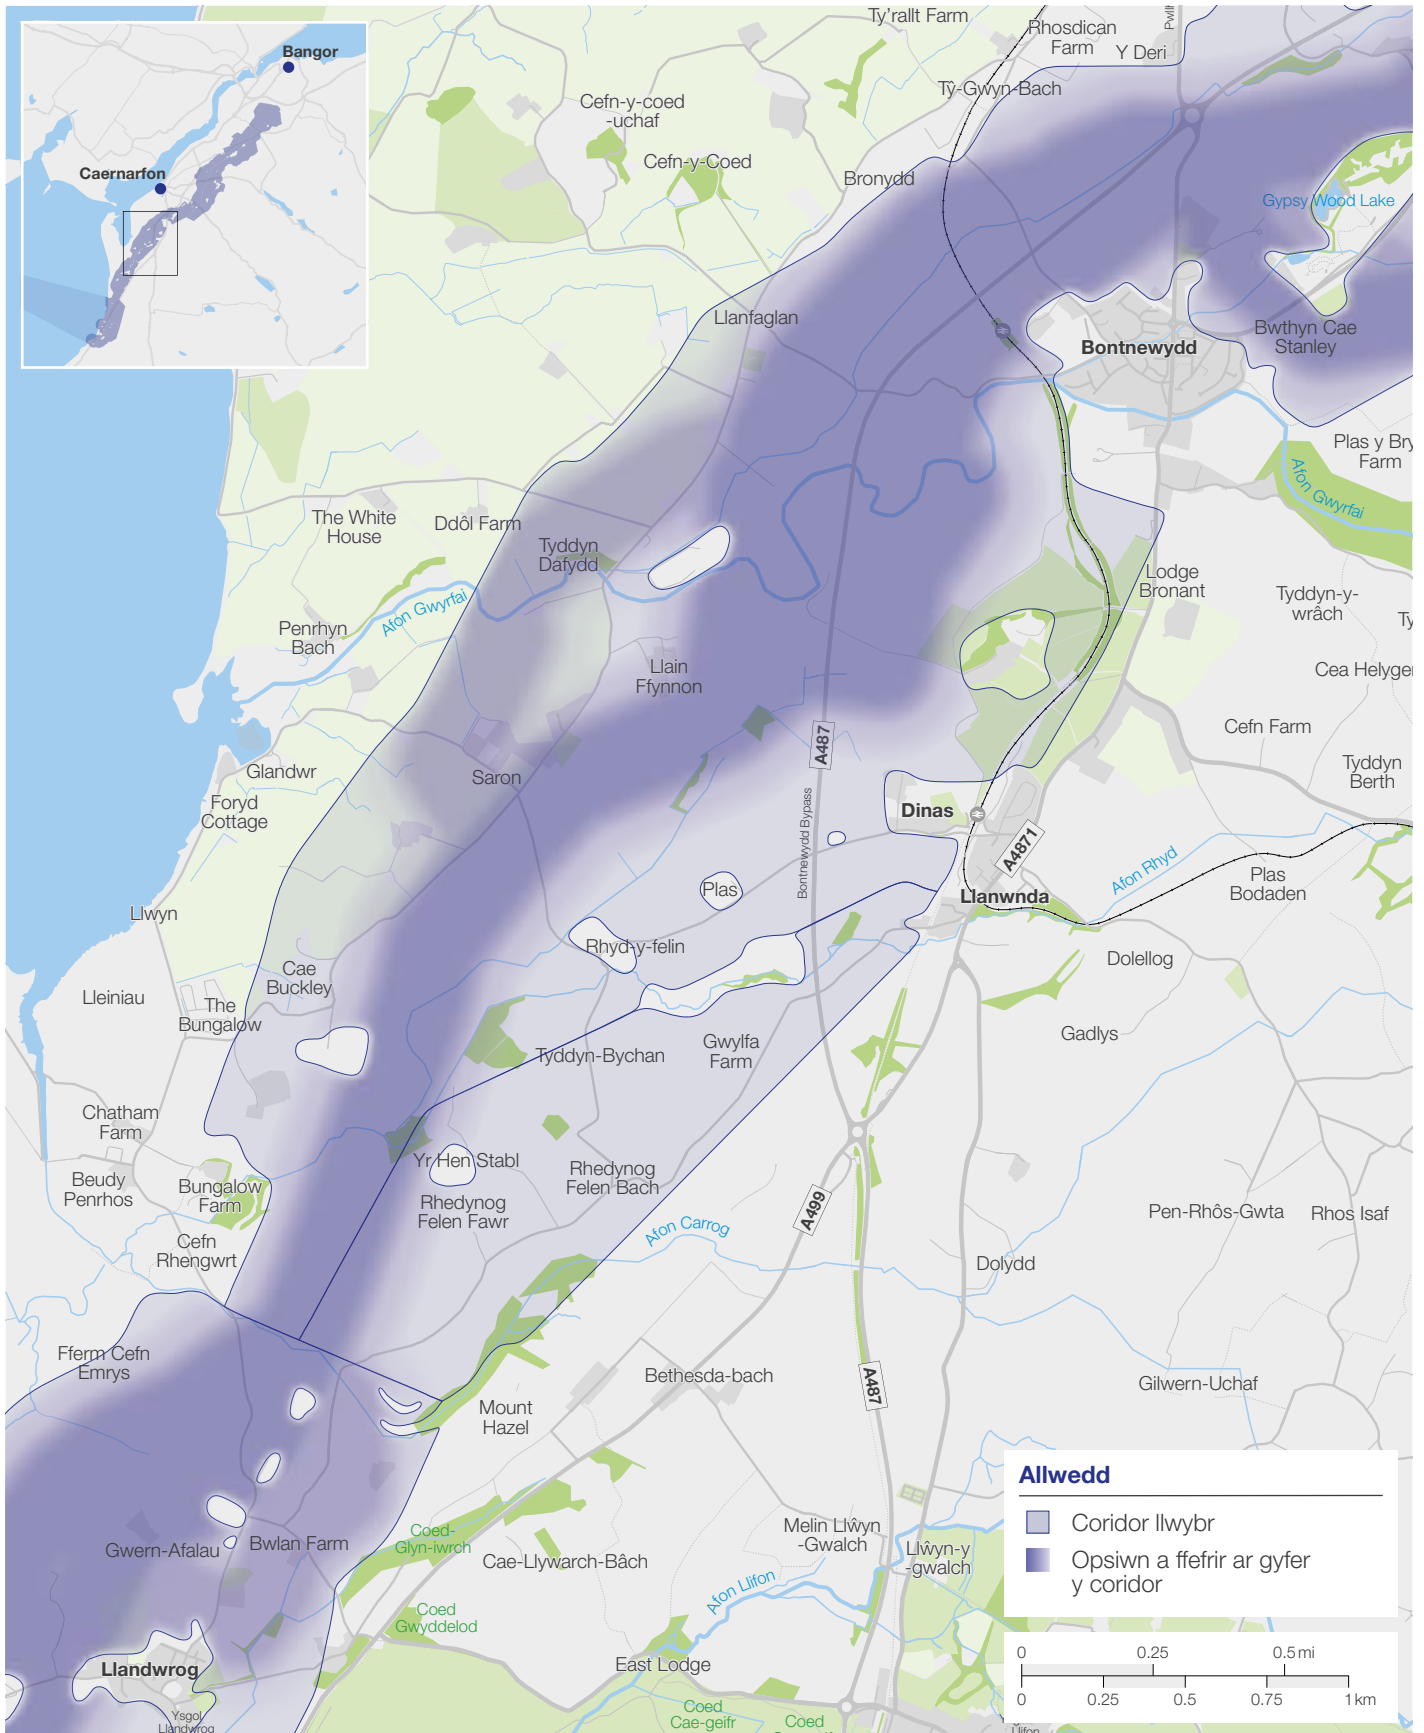 Bangor
Caernarfon
Ty'rallt Farm
Rhosdican
Farm
Y Deri
Tŷ-Gwyn-Bach
Cefn-y-coed
-uchaf
Cefn-y-Coed
Bronydd
Gypsy Wood Lake
Llanfaglan
Bontnewydd
Bwthyn Cae
Stanley
Plas y Bry
Farm
Afon Gwyrfai
The White
House
Ddôl Farm
Tyddyn
Dafydd
Lodge
Bronant
Tyddyn-y-
wrâch
Ty
Afon Gwyrfai
Penrhyn
Bach
Llain
Ffynnon
Cea Helyger
Cefn Farm
A487
Saron
Glandwr
Tyddyn
Berth
Foryd
Cottage
Bontnewydd Bypass
Dinas
A4871
Afon Rhyd
Plas
Bodaden
Plas
Llanwnda
Llwyn
Rhyd-y-felin
Dolellog
Cae
Buckley
Lleiniau
The
Bungalow
Gadlys
Gwylfa
Farm
Tyddyn-Bychan
Chatham
Farm
Yr Hen Stabl
Rhedynog
Felen Bach
Beudy
Penrhos
Bungalow
Farm
Rhedynog
Felen Fawr
A499
Pen-Rhôs-Gwta
Rhos Isaf
Afon Carrog
Cefn
Rhengwrt
Dolydd
Fferm Cefn
Emrys
Bethesda-bach
A487
Gilwern-Uchaf
Mount
Hazel
Coed-
Glyn-iwrch
Gwern-Afalau
Bwlan Farm
Cae-Llywarch-Bâch
Melin Llŵyn
-Gwalch
Llŵyn-y
-gwalch
Afon Llifon
Coed
Gwyddelod
East Lodge
Llandwrog
Ysgol
Llandwrog
Coed
Cae-geifr
Coed
Allwedd
Coridor llwybr
Opsiwn a ffefrir ar gyfer
y coridor
0 0.25 0.5 mi
0 0.25 0.5 0.75 1 km